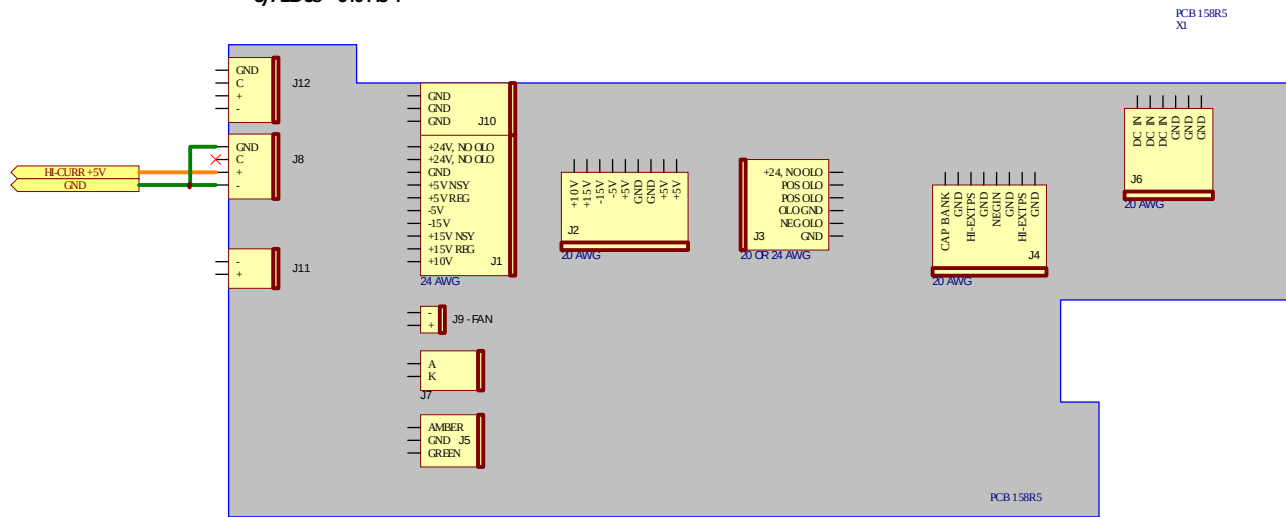 PCB 158R5
X1
GND
C
+
-
J12
GND
C
+
-
J8
HI-CURR +5V
GND
-
+
J11
GND
GND
GND
J10
+24V, NO OLO
+24V, NO OLO
GND
+5V NSY
+5V REG
-5V
-15V
+15V NSY
+15V REG
+10V
J1
24 AWG
-
+
J9 - FAN
A
K
J7
AMBER
GND
GREEN
J5
+10V
+15V
-15V
-5V
+5V
GND
GND
+5V
+5V
J2
20 AWG
+24, NO OLO
POS OLO
POS OLO
OLO GND
NEG OLO
GND
J3
20 OR 24 AWG
CAP BANK
GND
HI-EXTPS
GND
NEGIN
GND
HI-EXTPS
GND
J4
20 AWG
DC IN
DC IN
DC IN
GND
GND
GND
J6
20 AWG
PCB 158R5